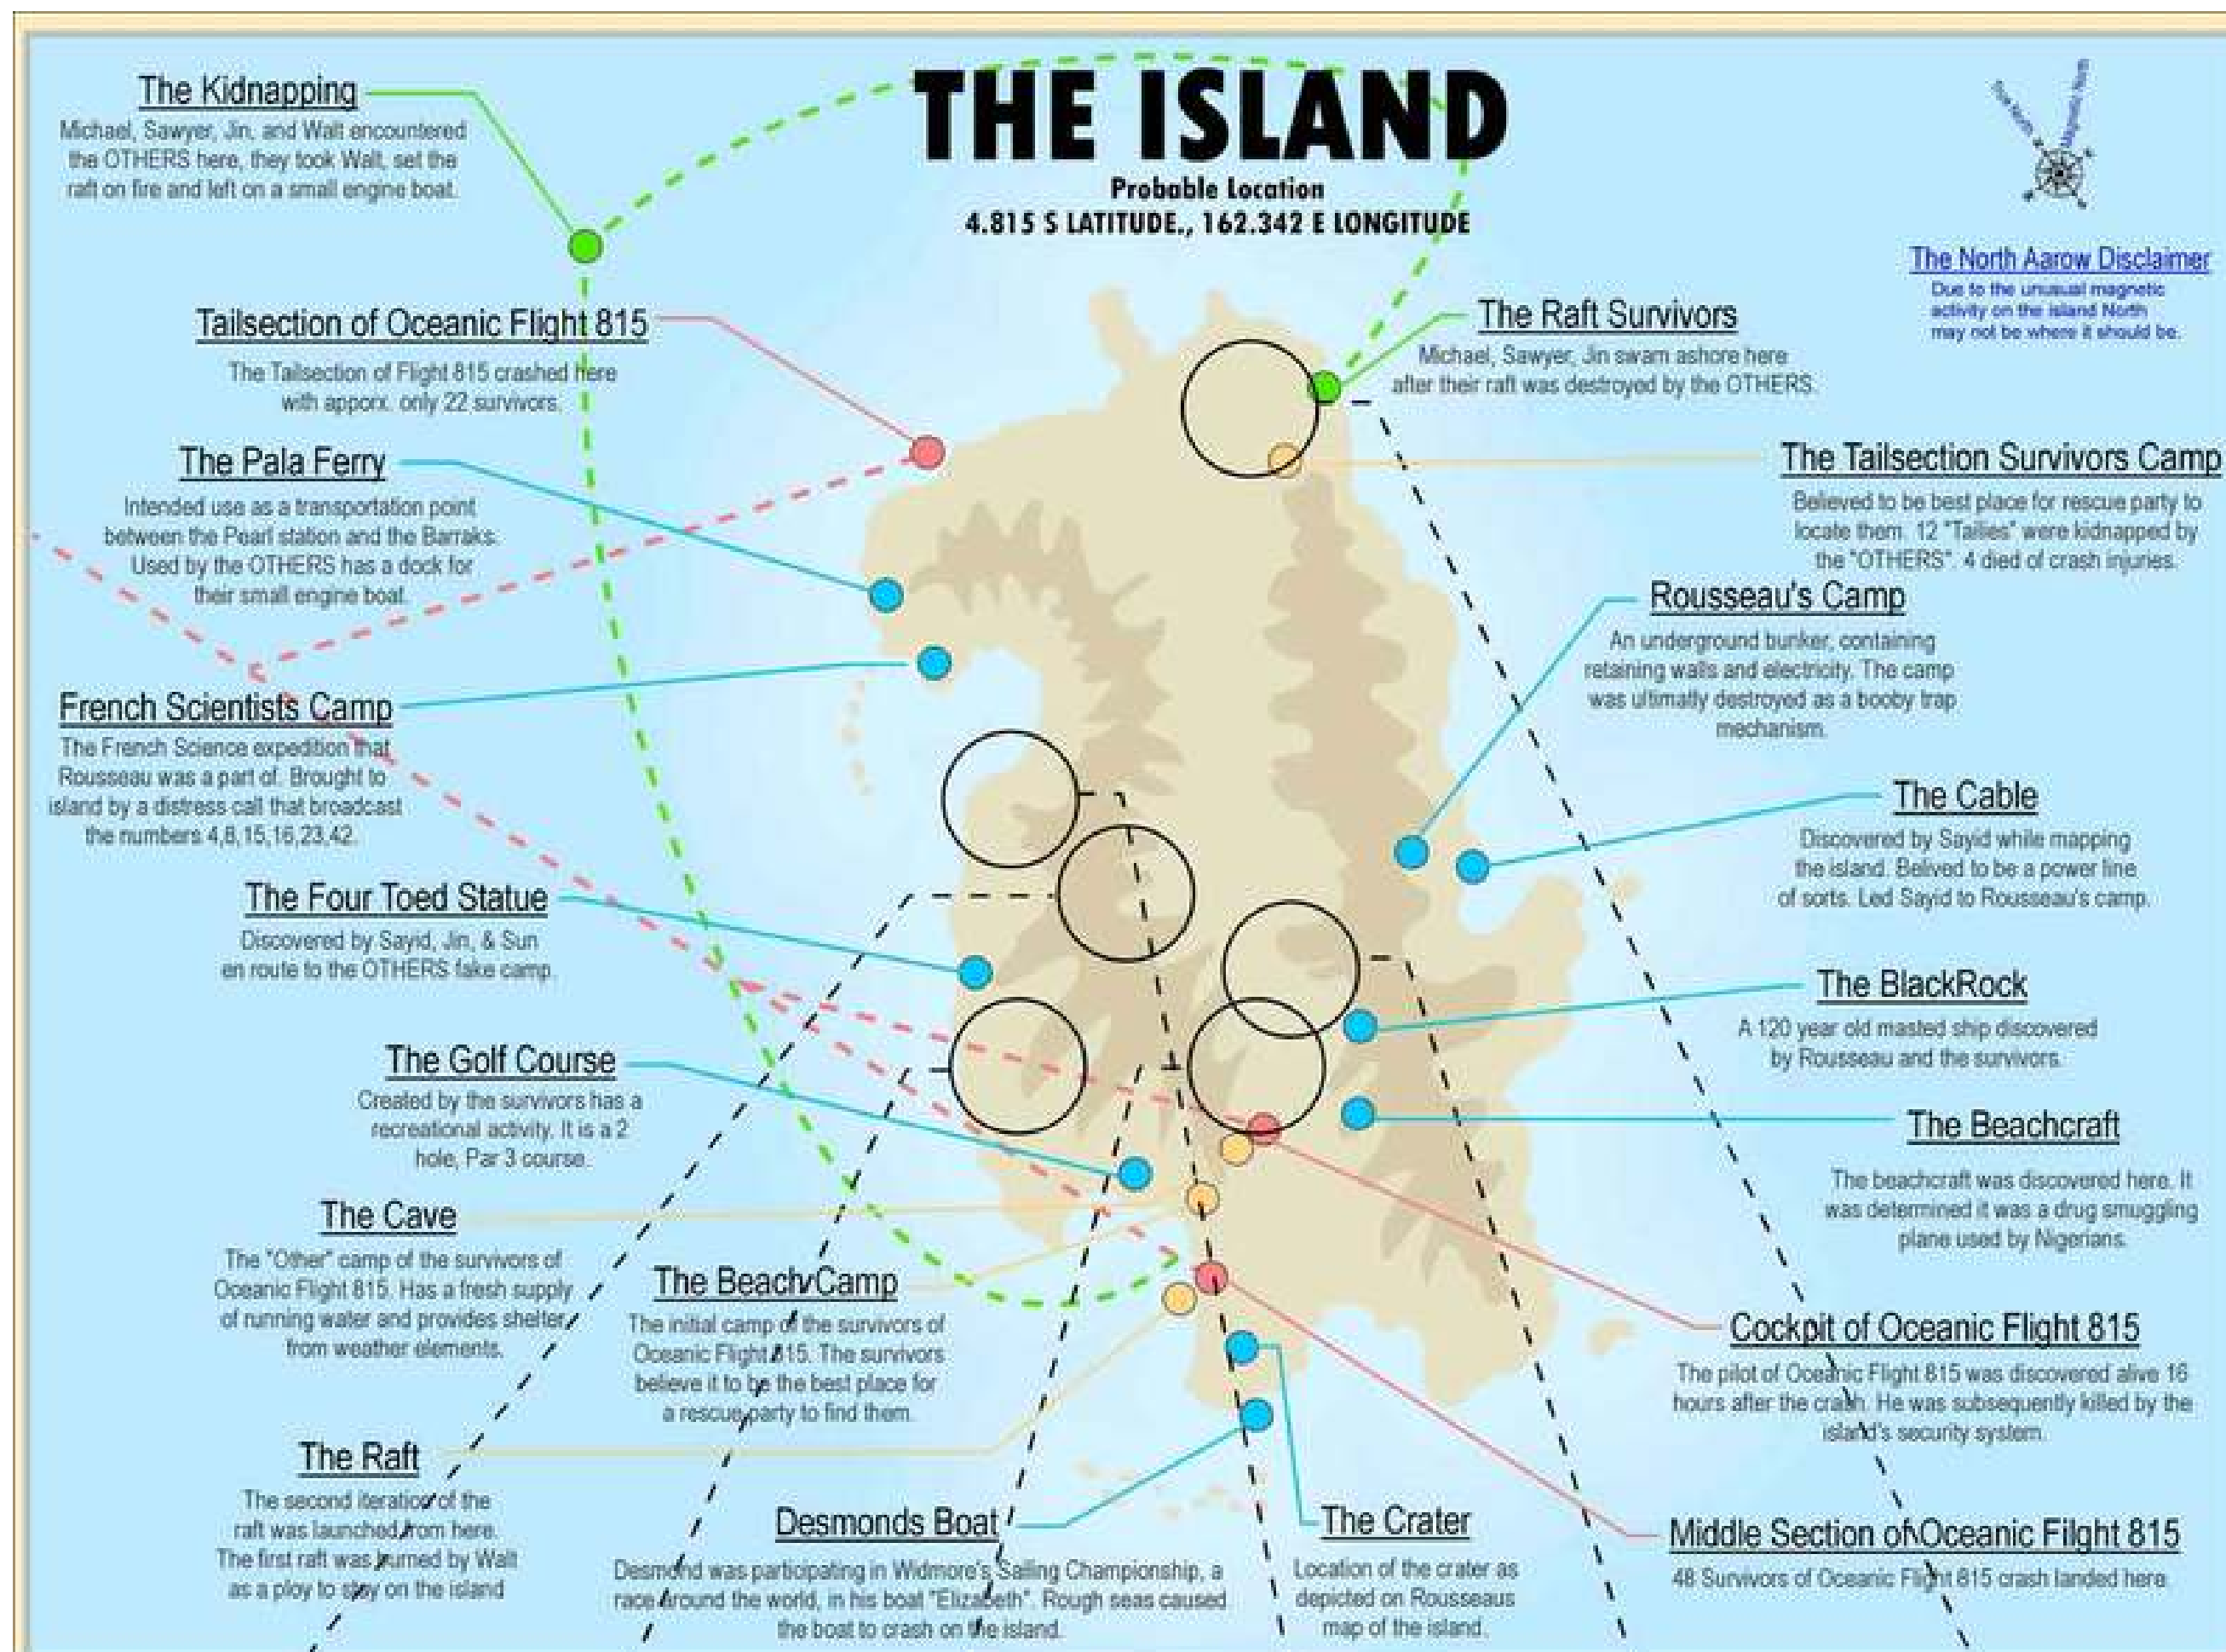 THE ISLAND
Probable Location
4.815 S LATITUDE., 162.342 E LONGITUDE
True North
Magnetic North
The North Aarow Disclaimer
Due to the unusual magnetic
activity on the island North
may not be where it should be.
The Kidnapping
Michael, Sawyer, Jin, and Walt encountered
the OTHERS here, they took Walt, set the
raft on fire and left on a small engine boat.
Tailsection of Oceanic Flight 815
The Tailsection of Flight 815 crashed here
with apporx. only 22 survivors.
The Pala Ferry
Intended use as a transportation point
between the Pearl station and the Barraks.
Used by the OTHERS has a dock for
their small engine boat.
French Scientists Camp
The French Science expedition that
Rousseau was a part of. Brought to
island by a distress call that broadcast
the numbers 4,8,15,16,23,42.
The Four Toed Statue
Discovered by Sayid, Jin, & Sun
en route to the OTHERS fake camp.
The Golf Course
Created by the survivors has a
recreational activity. It is a 2
hole, Par 3 course.
The Cave
The "Other" camp of the survivors of
Oceanic Flight 815. Has a fresh supply
of running water and provides shelter
from weather elements.
The Beach Camp
The initial camp of the survivors of
Oceanic Flight 815. The survivors
believe it to be the best place for
a rescue party to find them.
The Raft
The second iteration of the
raft was launched from here.
The first raft was burned by Walt
as a ploy to stay on the island
Desmonds Boat
Desmond was participating in Widmore's Sailing Championship, a
race around the world, in his boat "Elizabeth". Rough seas caused
the boat to crash on the island.
The Crater
Location of the crater as
depicted on Rousseaus
map of the island.
The Raft Survivors
Michael, Sawyer, Jin swam ashore here
after their raft was destroyed by the OTHERS.
The Tailsection Survivors Camp
Believed to be best place for rescue party to
locate them. 12 "Tailies" were kidnapped by
the "OTHERS". 4 died of crash injuries.
Rousseau's Camp
An underground bunker, containing
retaining walls and electricity. The camp
was ultimatly destroyed as a booby trap
mechanism.
The Cable
Discovered by Sayid while mapping
the island. Belived to be a power line
of sorts. Led Sayid to Rousseau's camp.
The BlackRock
A 120 year old masted ship discovered
by Rousseau and the survivors.
The Beachcraft
The beachcraft was discovered here. It
was determined it was a drug smuggling
plane used by Nigerians.
Cockpit of Oceanic Flight 815
The pilot of Oceanic Flight 815 was discovered alive 16
hours after the crash. He was subsequently killed by the
island's security system.
Middle Section of Oceanic Filght 815
48 Survivors of Oceanic Flight 815 crash landed here.